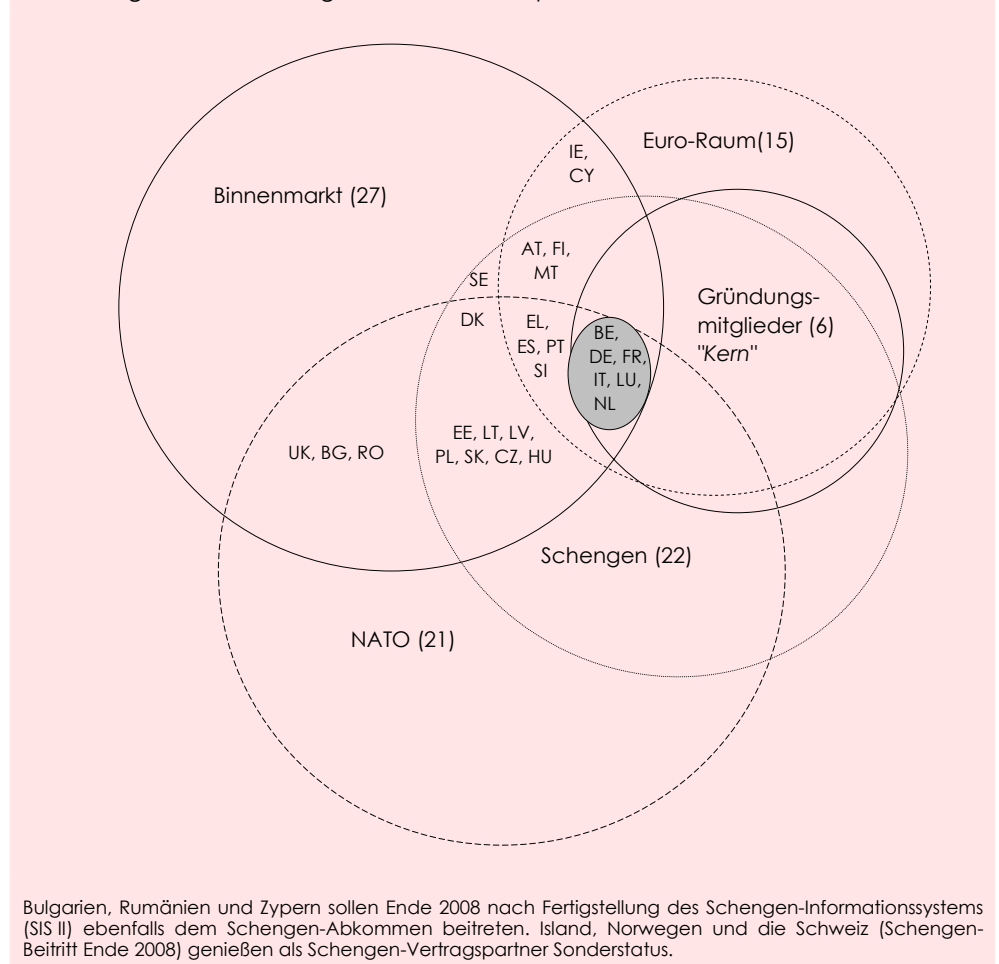 Euro-Raum(15)
IE,
CY
Binnenmarkt (27)
AT, FI,
MT
SE
Gründungs-
mitglieder (6)
"Kern"
DK
EL,
ES, PT
SI
BE,
DE, FR,
IT, LU,
NL
EE, LT, LV,
PL, SK, CZ, HU
UK, BG, RO
Schengen (22)
NATO (21)
Bulgarien, Rumänien und Zypern sollen Ende 2008 nach Fertigstellung des Schengen-Informationssystems
(SIS II) ebenfalls dem Schengen-Abkommen beitreten. Island, Norwegen und die Schweiz (Schengen-
Beitritt Ende 2008) genießen als Schengen-Vertragspartner Sonderstatus.